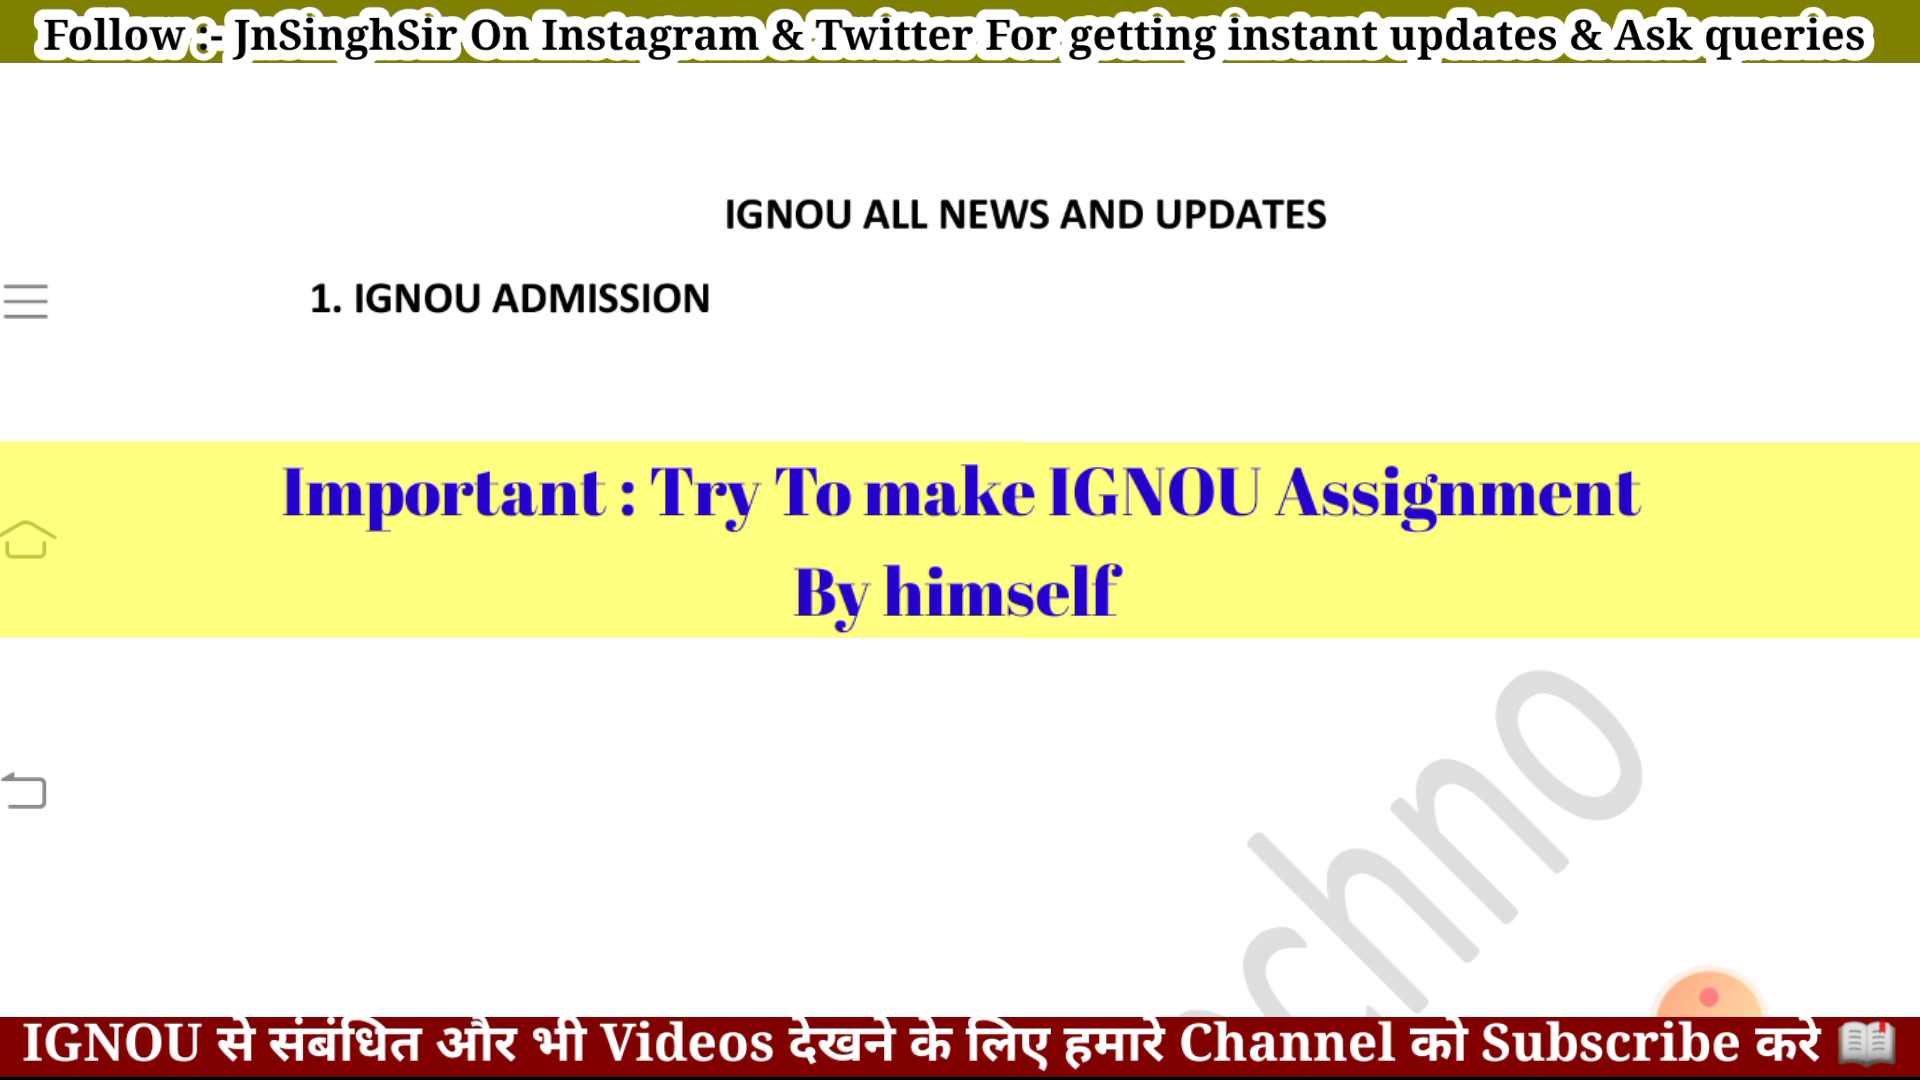 Follow :- JnSinghSir On Instagram & Twitter For getting instant updates & Ask queries
IGNOU ALL NEWS AND UPDATES
1. IGNOU ADMISSION
Important : Try To make IGNOU Assignment
By himself
chno
IGNOU से संबंधित और भी Videos देखने के लिए हमारे Channel को Subscribe करे 📖